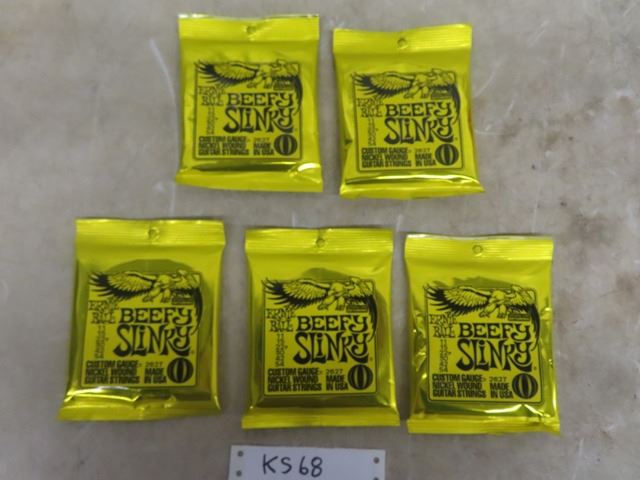 ERNIE BALL
BEEFY
SLINKY
CUSTOM GAUGE 2627
NICKEL WOUND MADE
GUITAR STRINGS IN USA
ERNIE BALL
BEEFY
SLINKY
CUSTOM GAUGE 2627
NICKEL WOUND MADE
GUITAR STRINGS IN USA
ERNIE BALL
BEEFY
SLINKY
CUSTOM GAUGE 2627
NICKEL WOUND MADE
GUITAR STRINGS IN USA
ERNIE BALL
BEEFY
SLINKY
CUSTOM GAUGE 2627
NICKEL WOUND MADE
GUITAR STRINGS IN USA
ERNIE BALL
BEEFY
SLINKY
CUSTOM GAUGE 2627
NICKEL WOUND MADE
GUITAR STRINGS IN USA
KS68